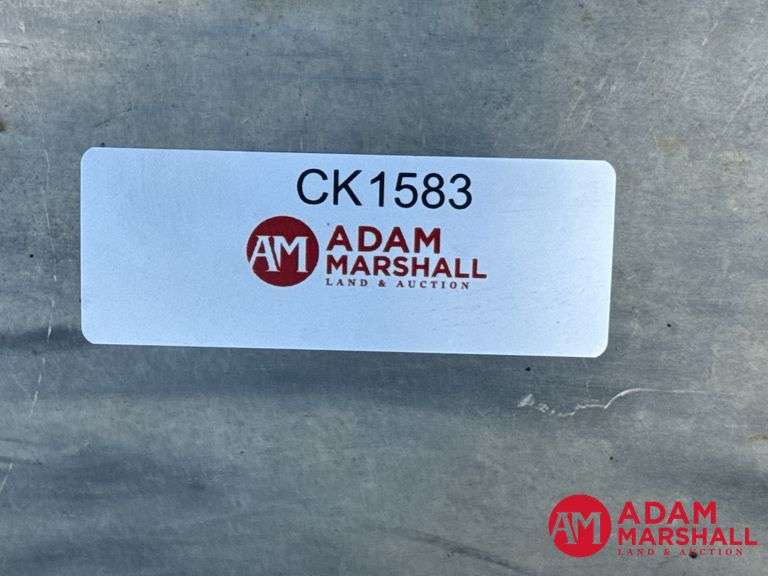 CK1583
AM ADAM
MARSHALL
LAND & AUCTION
AM ADAM
MARSHALL
LAND & AUCTION